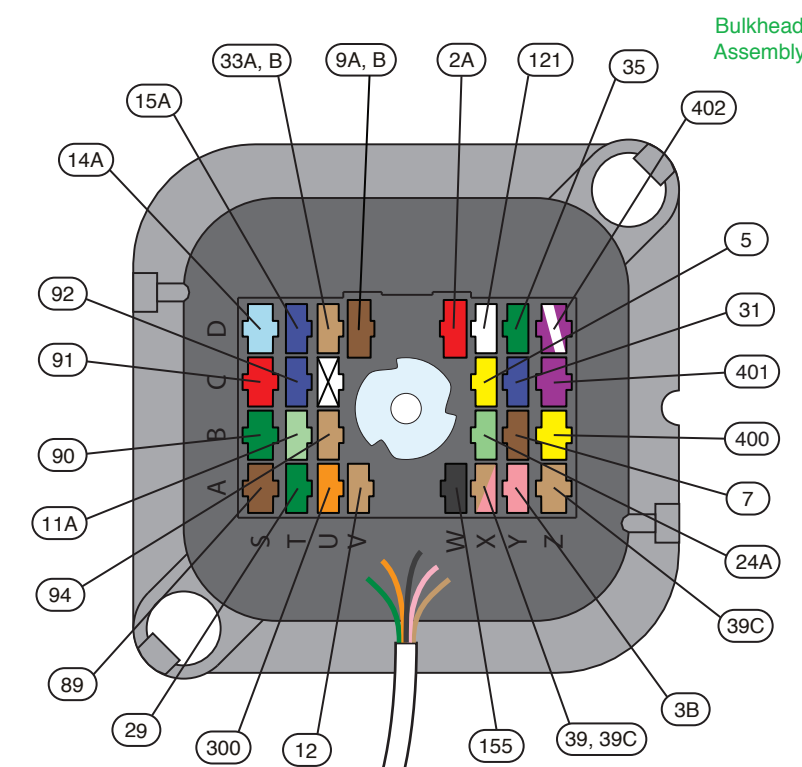 Bulkhead
Assembly
33A, B
9A, B
2A
121
35
402
15A
14A
5
92
31
91
401
90
400
11A
7
94
24A
89
39C
29
3B
300
12
155
39, 39C
D
C
B
A
S T U V W X Y Z